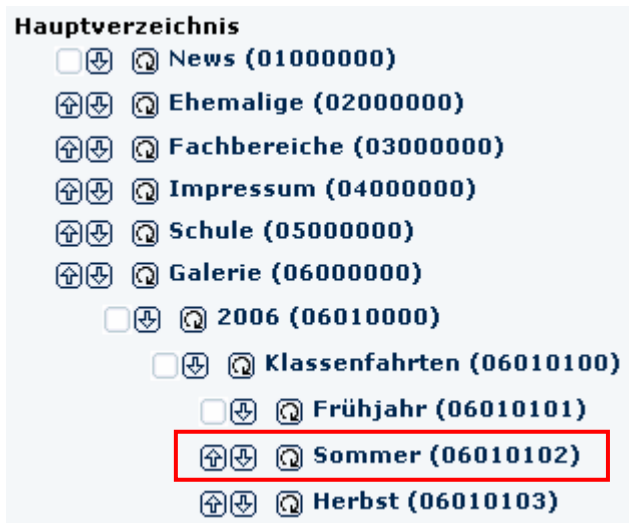 Hauptverzeichnis
News (01000000)
Ehemalige (02000000)
Fachbereiche (03000000)
Impressum (04000000)
Schule (05000000)
Galerie (06000000)
2006 (06010000)
Klassenfahrten (06010100)
Frühjahr (06010101)
Sommer (06010102)
Herbst (06010103)